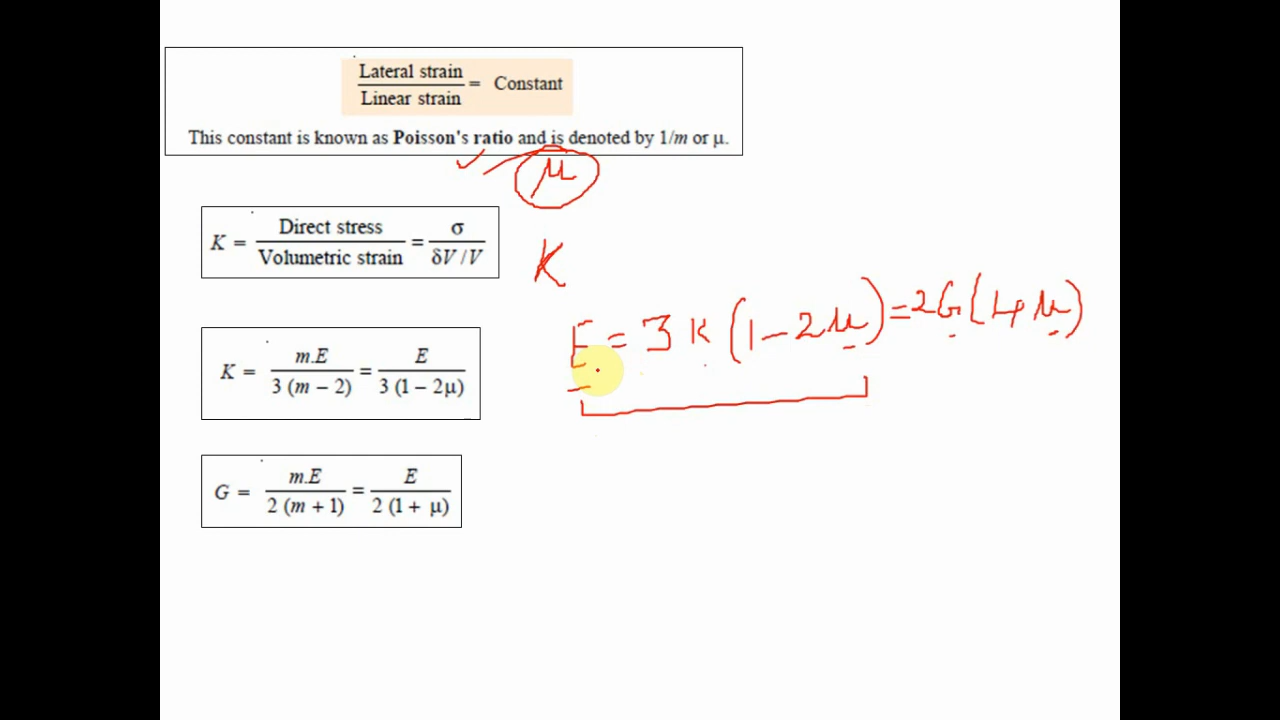 Lateral strain / Linear strain = Constant
This constant is known as Poisson's ratio and is denoted by 1/m or μ.
μ
K = Direct stress / Volumetric strain = σ / δV/V
K
E = 3K(1-2μ) = 2G(1+μ)
K = m.E / 3 (m − 2) = E / 3 (1 − 2μ)
G = m.E / 2 (m + 1) = E / 2 (1 + μ)